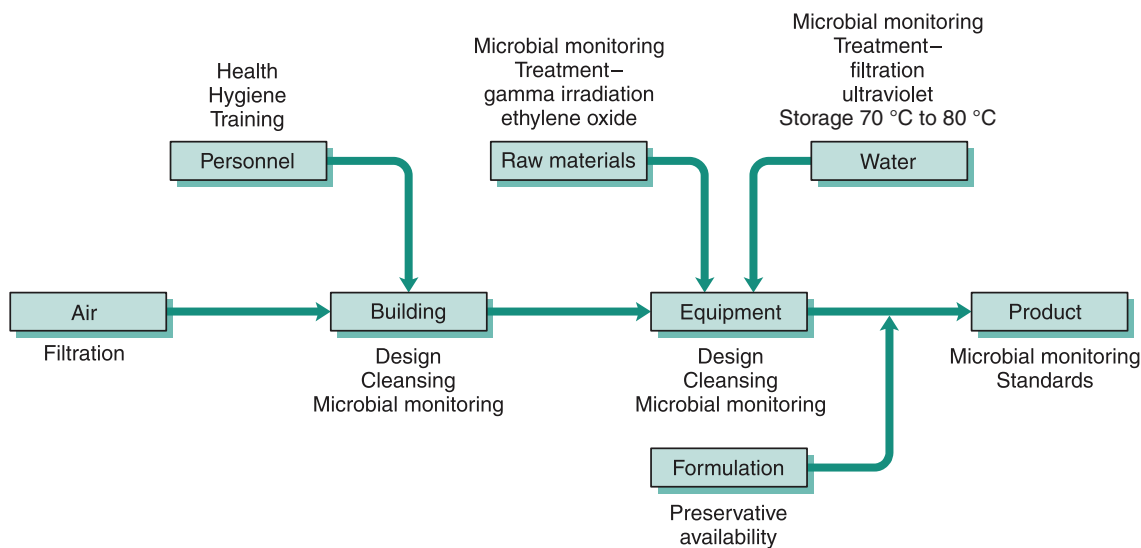 Health
Hygiene
Training
Personnel
Microbial monitoring
Treatment–
gamma irradiation
ethylene oxide
Raw materials
Microbial monitoring
Treatment–
filtration
ultraviolet
Storage 70 °C to 80 °C
Water
Air
Filtration
Building
Design
Cleansing
Microbial monitoring
Equipment
Design
Cleansing
Microbial monitoring
Product
Microbial monitoring
Standards
Formulation
Preservative
availability